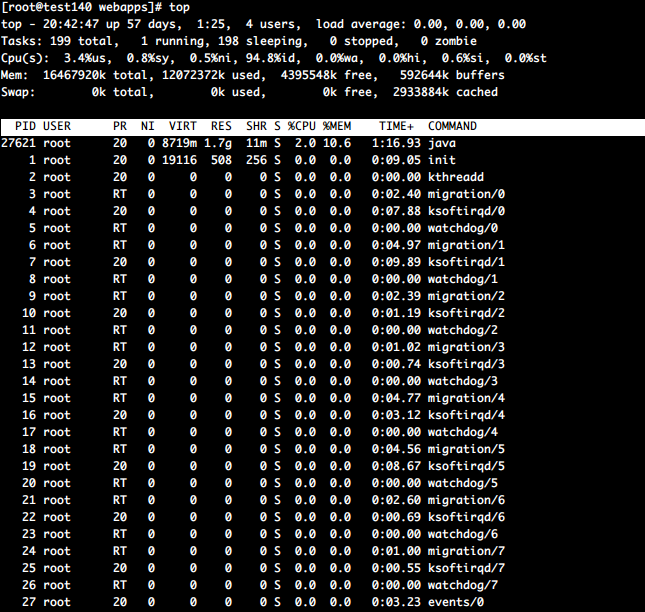 [root@test140 webapps]# top
top - 20:42:47 up 57 days,  1:25,  4 users,  load average: 0.00, 0.00, 0.00
Tasks: 199 total,   1 running, 198 sleeping,   0 stopped,   0 zombie
Cpu(s):  3.4%us,  0.8%sy,  0.5%ni, 94.8%id,  0.0%wa,  0.0%hi,  0.6%si,  0.0%st
Mem:  16467920k total, 12072372k used,  4395548k free,   592644k buffers
Swap:        0k total,        0k used,        0k free,  2933884k cached
  PID USER      PR  NI  VIRT  RES  SHR S %CPU %MEM    TIME+  COMMAND
27621 root      20   0 8719m 1.7g  11m S  2.0 10.6   1:16.93 java
    1 root      20   0 19116  508  256 S  0.0  0.0   0:09.05 init
    2 root      20   0     0    0    0 S  0.0  0.0   0:00.00 kthreadd
    3 root      RT   0     0    0    0 S  0.0  0.0   0:02.40 migration/0
    4 root      20   0     0    0    0 S  0.0  0.0   0:07.88 ksoftirqd/0
    5 root      RT   0     0    0    0 S  0.0  0.0   0:00.00 watchdog/0
    6 root      RT   0     0    0    0 S  0.0  0.0   0:04.97 migration/1
    7 root      20   0     0    0    0 S  0.0  0.0   0:09.89 ksoftirqd/1
    8 root      RT   0     0    0    0 S  0.0  0.0   0:00.00 watchdog/1
    9 root      RT   0     0    0    0 S  0.0  0.0   0:02.39 migration/2
   10 root      20   0     0    0    0 S  0.0  0.0   0:01.19 ksoftirqd/2
   11 root      RT   0     0    0    0 S  0.0  0.0   0:00.00 watchdog/2
   12 root      RT   0     0    0    0 S  0.0  0.0   0:01.02 migration/3
   13 root      20   0     0    0    0 S  0.0  0.0   0:00.74 ksoftirqd/3
   14 root      RT   0     0    0    0 S  0.0  0.0   0:00.00 watchdog/3
   15 root      RT   0     0    0    0 S  0.0  0.0   0:04.77 migration/4
   16 root      20   0     0    0    0 S  0.0  0.0   0:03.12 ksoftirqd/4
   17 root      RT   0     0    0    0 S  0.0  0.0   0:00.00 watchdog/4
   18 root      RT   0     0    0    0 S  0.0  0.0   0:04.56 migration/5
   19 root      20   0     0    0    0 S  0.0  0.0   0:08.67 ksoftirqd/5
   20 root      RT   0     0    0    0 S  0.0  0.0   0:00.00 watchdog/5
   21 root      RT   0     0    0    0 S  0.0  0.0   0:02.60 migration/6
   22 root      20   0     0    0    0 S  0.0  0.0   0:00.69 ksoftirqd/6
   23 root      RT   0     0    0    0 S  0.0  0.0   0:00.00 watchdog/6
   24 root      RT   0     0    0    0 S  0.0  0.0   0:01.00 migration/7
   25 root      20   0     0    0    0 S  0.0  0.0   0:00.55 ksoftirqd/7
   26 root      RT   0     0    0    0 S  0.0  0.0   0:00.00 watchdog/7
   27 root      20   0     0    0    0 S  0.0  0.0   0:03.23 events/0